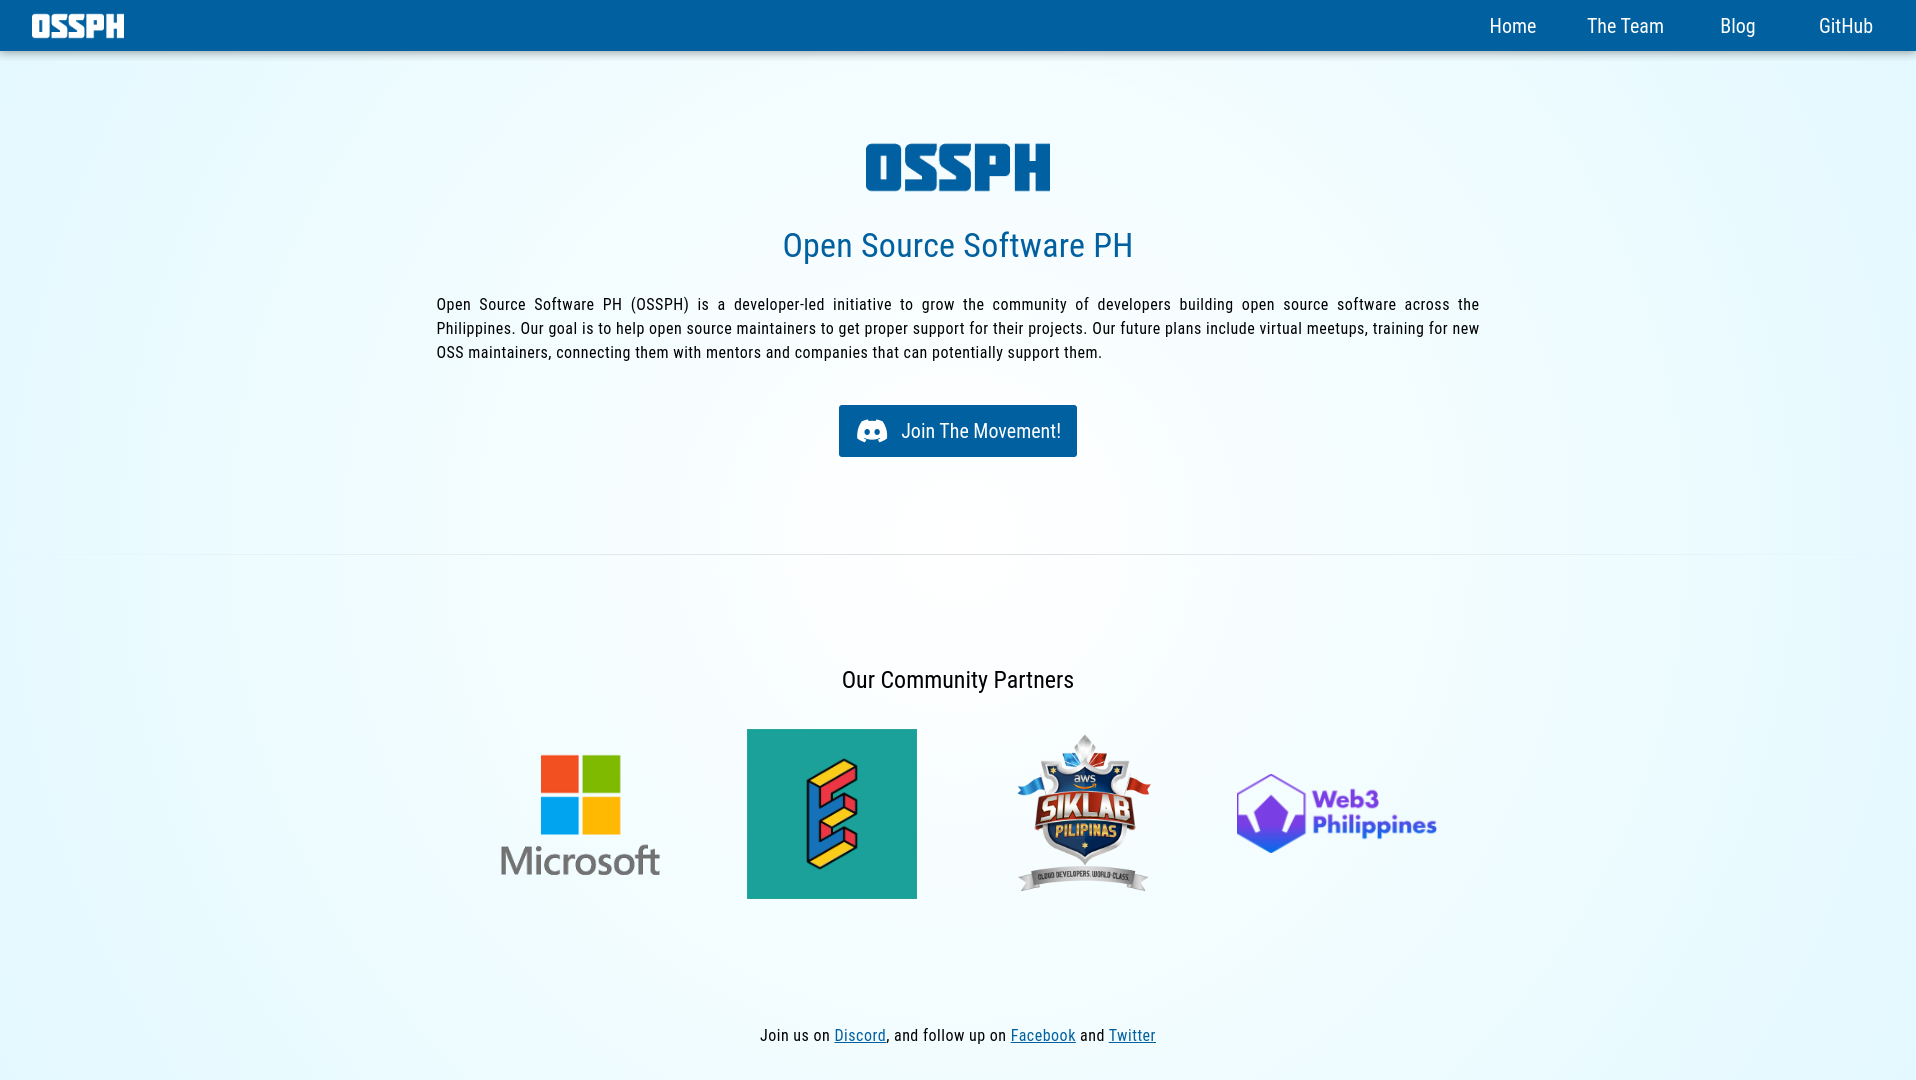 OSSPH
Home
The Team
Blog
GitHub
OSSPH
Open Source Software PH
Open Source Software PH (OSSPH) is a developer-led initiative to grow the community of developers building open source software across the
Philippines. Our goal is to help open source maintainers to get proper support for their projects. Our future plans include virtual meetups, training for new
OSS maintainers, connecting them with mentors and companies that can potentially support them.
Join The Movement!
Our Community Partners
Microsoft
E
aws
SIKLAB
PILIPINAS
CLOUD DEVELOPERS. WORLD-CLASS.
Web3
Philippines
Join us on Discord, and follow up on Facebook and Twitter